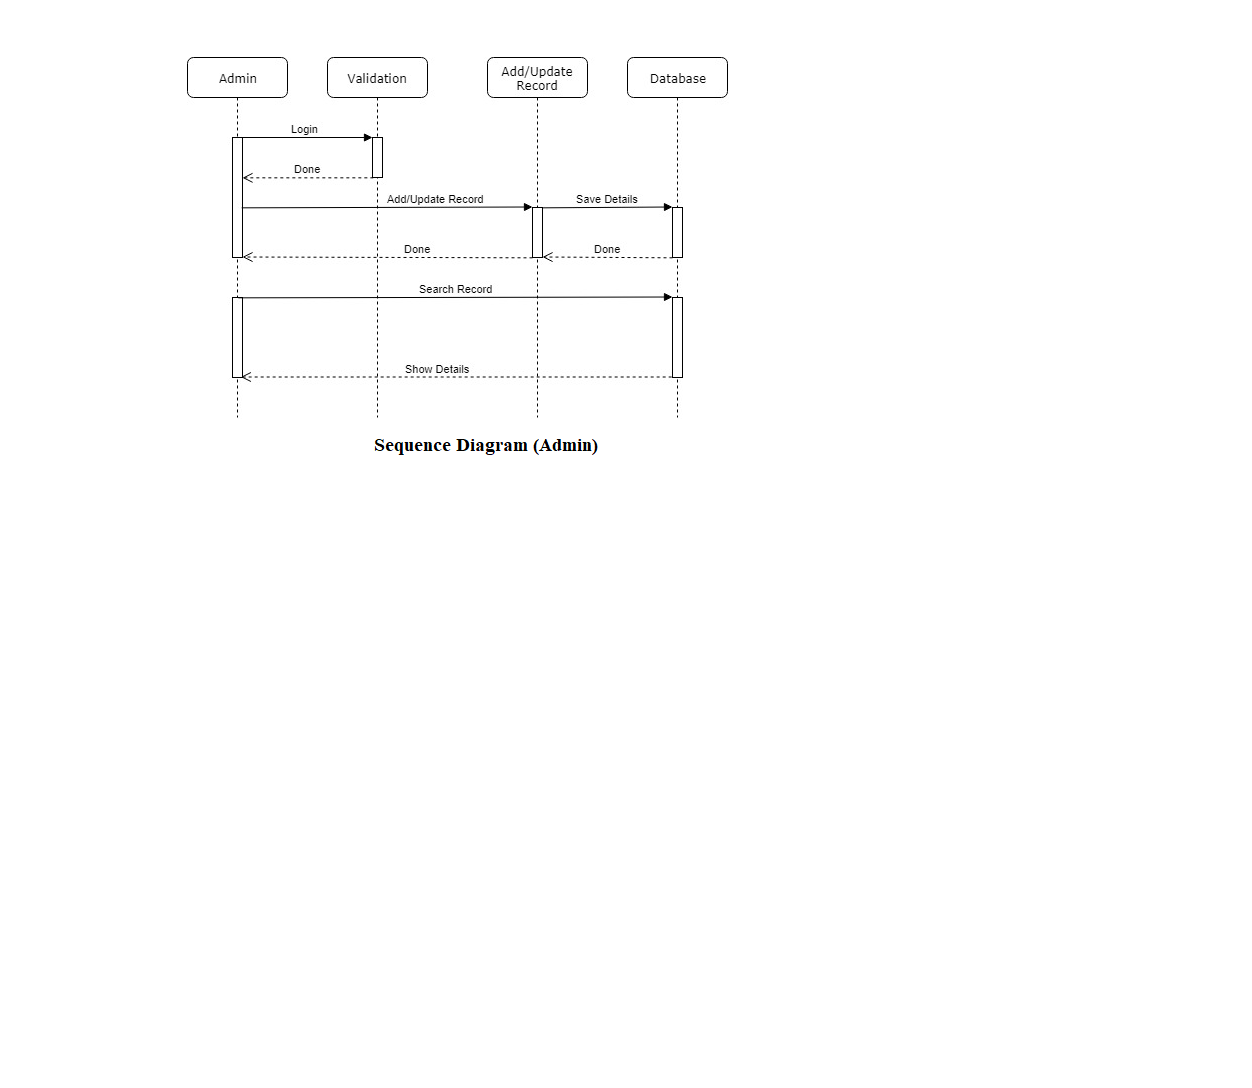 Admin
Validation
Add/Update
Record
Database
Login
Done
Add/Update Record
Save Details
Done
Done
Search Record
Show Details
Sequence Diagram (Admin)